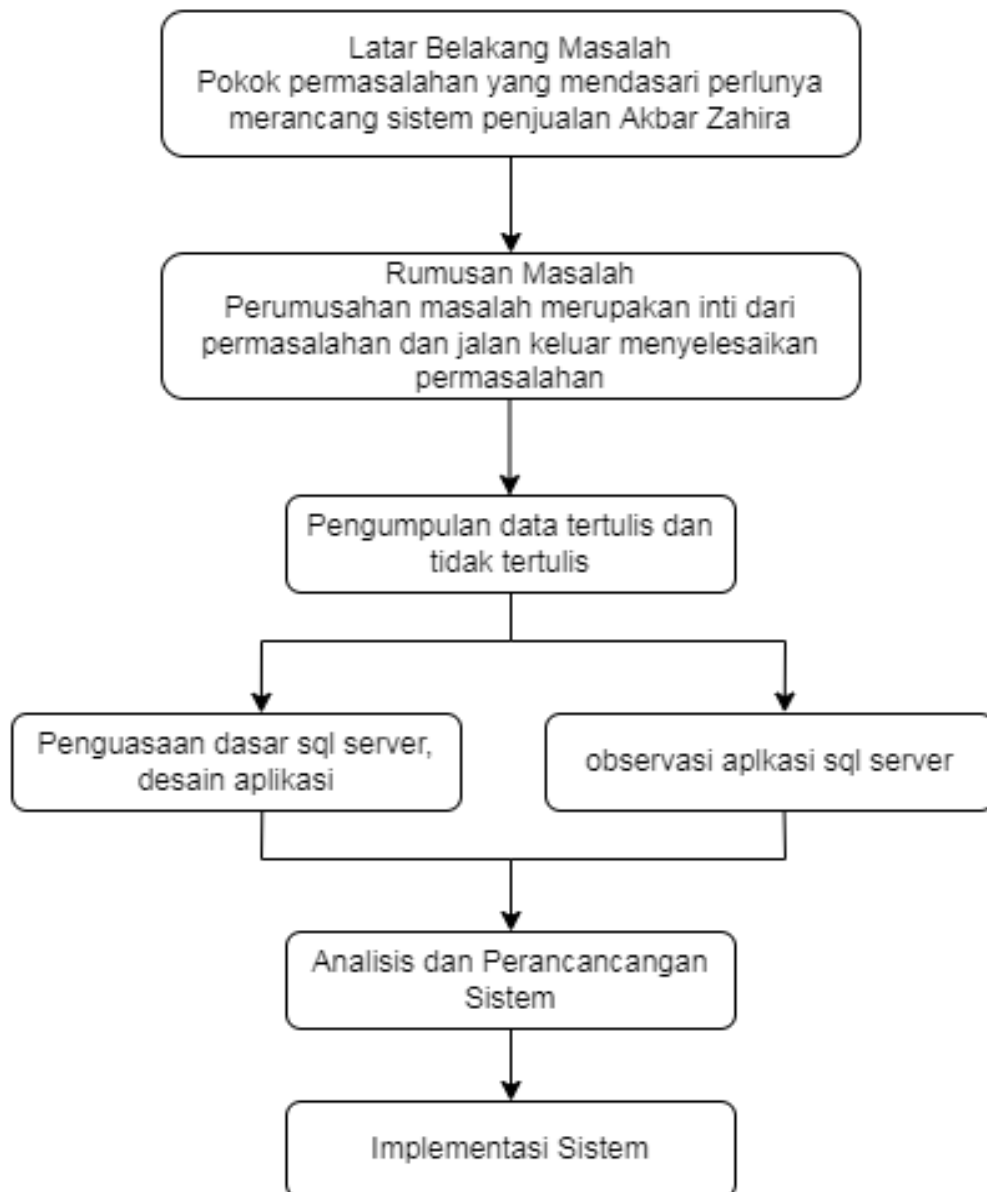 Latar Belakang Masalah
Pokok permasalahan yang mendasari perlunya
merancang sistem penjualan Akbar Zahira
Rumusan Masalah
Perumusahan masalah merupakan inti dari
permasalahan dan jalan keluar menyelesaikan
permasalahan
Pengumpulan data tertulis dan
tidak tertulis
Penguasaan dasar sql server,
desain aplikasi
observasi aplkasi sql server
Analisis dan Perancancangan
Sistem
Implementasi Sistem